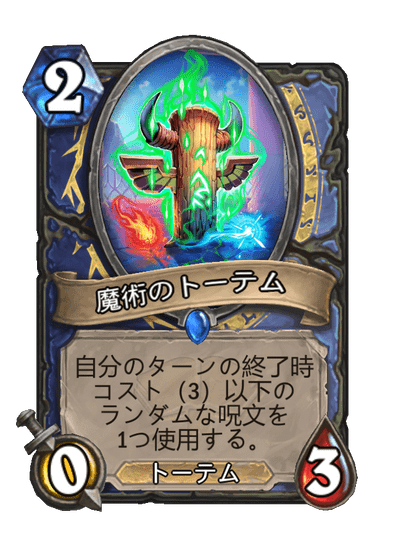 2
魔術のトーテム
自分のターンの終了時
コスト（3）以下の
ランダムな呪文を
1つ使用する。
0
トーテム
3